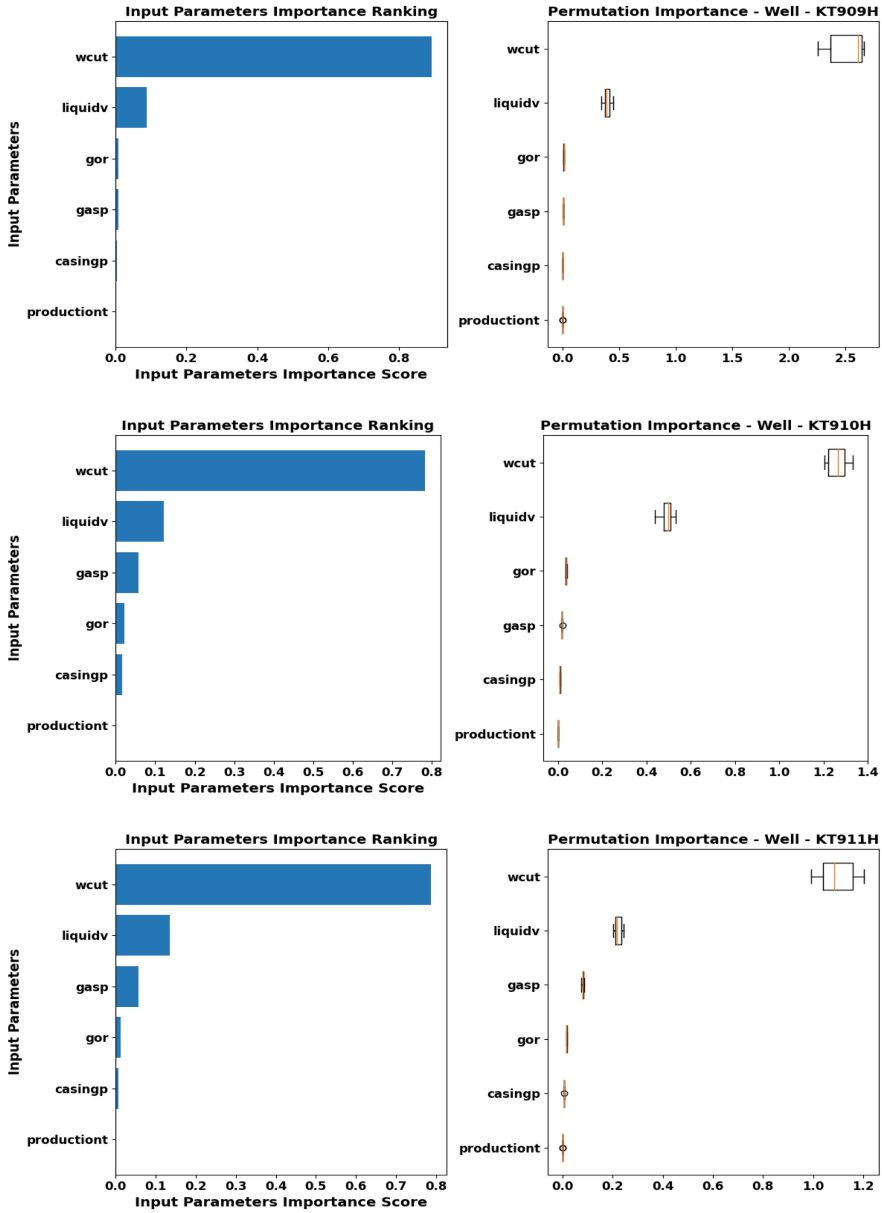 Input Parameters Importance Ranking
Input Parameters
wcut
liquidv
gor
gasp
casingp
productiont
0.0 0.2 0.4 0.6 0.8
Input Parameters Importance Score
Permutation Importance - Well - KT909H
wcut
liquidv
gor
gasp
casingp
productiont
0.0 0.5 1.0 1.5 2.0 2.5
Input Parameters Importance Ranking
Input Parameters
wcut
liquidv
gasp
gor
casingp
productiont
0.0 0.1 0.2 0.3 0.4 0.5 0.6 0.7 0.8
Input Parameters Importance Score
Permutation Importance - Well - KT910H
wcut
liquidv
gor
gasp
casingp
productiont
0.0 0.2 0.4 0.6 0.8 1.0 1.2 1.4
Input Parameters Importance Ranking
Input Parameters
wcut
liquidv
gasp
gor
casingp
productiont
0.0 0.1 0.2 0.3 0.4 0.5 0.6 0.7 0.8
Input Parameters Importance Score
Permutation Importance - Well - KT911H
wcut
liquidv
gasp
gor
casingp
productiont
0.0 0.2 0.4 0.6 0.8 1.0 1.2